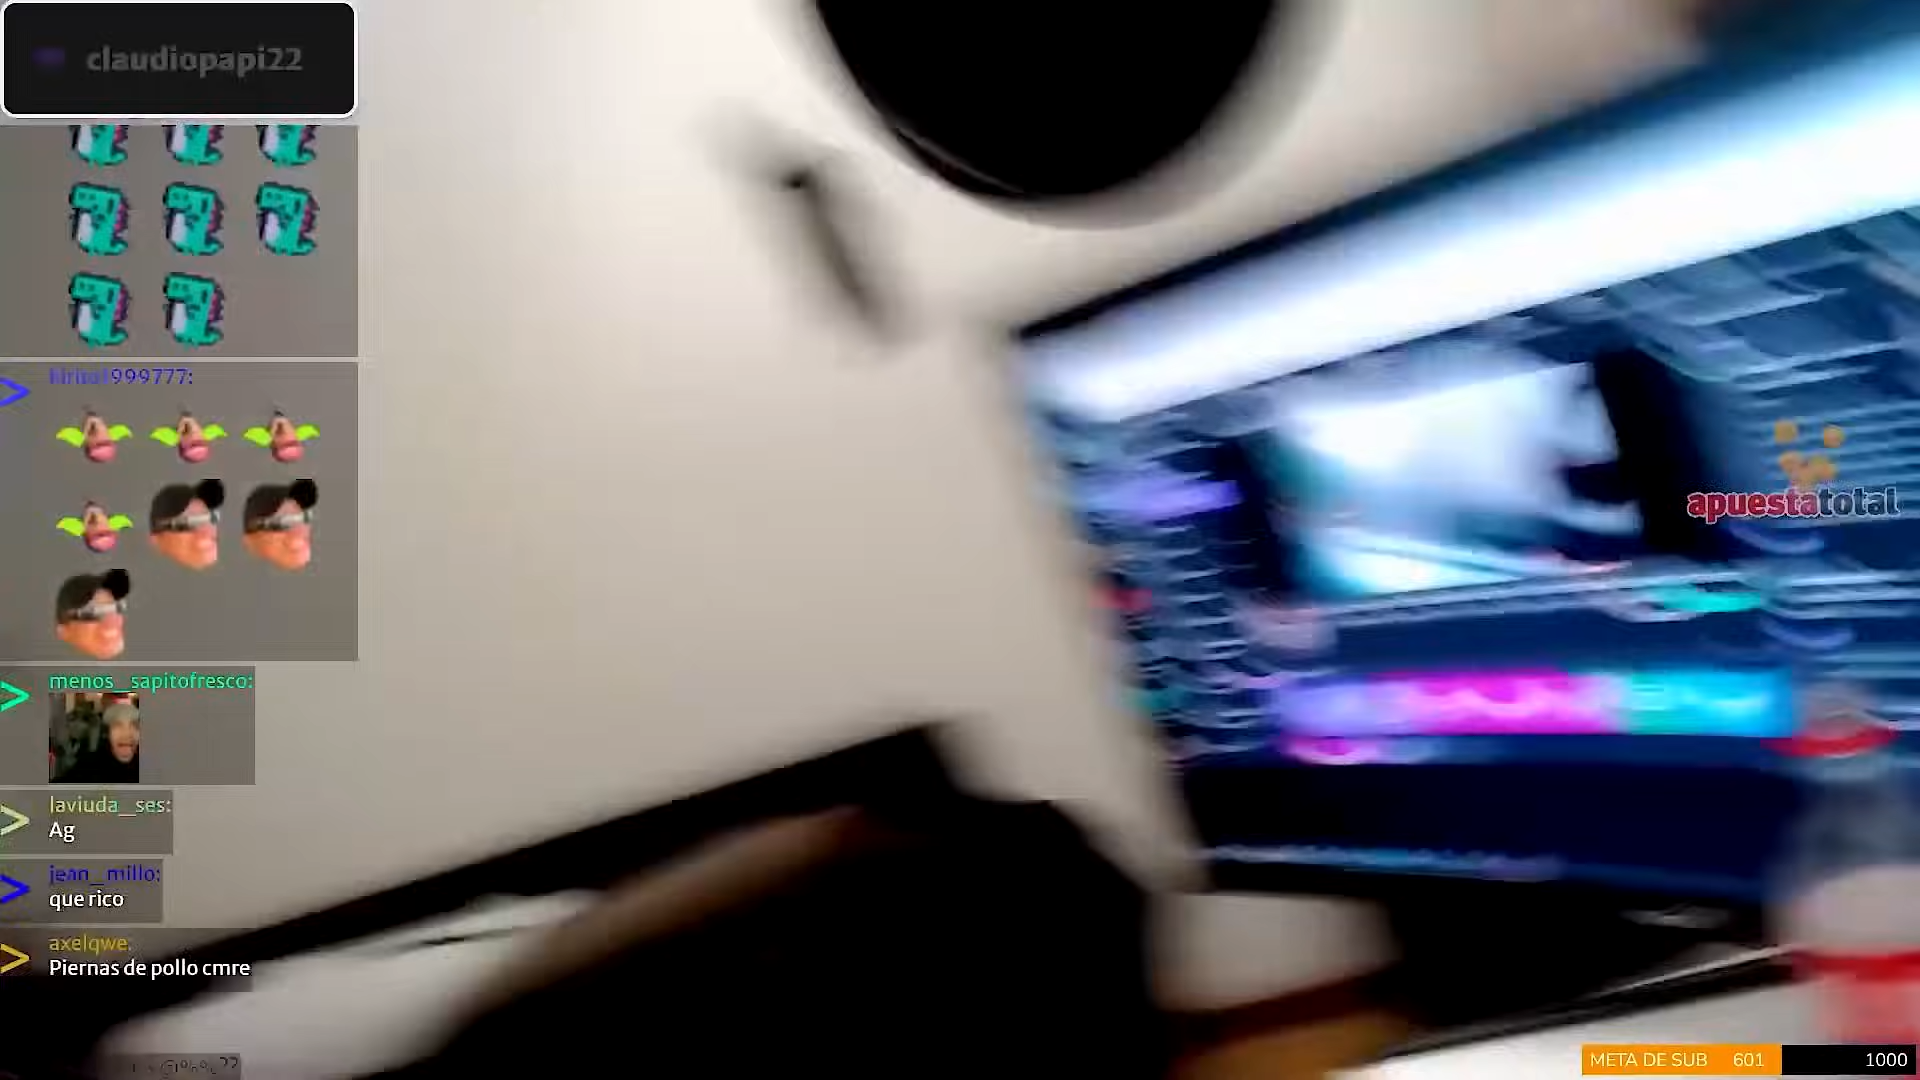 claudiopapi22
menos_sapitofresco:
laviuda_ses:
Ag
jean_millo:
que rico
axelqwe:
Piernas de pollo cmre
apuestatotal
META DE SUB 601 1000